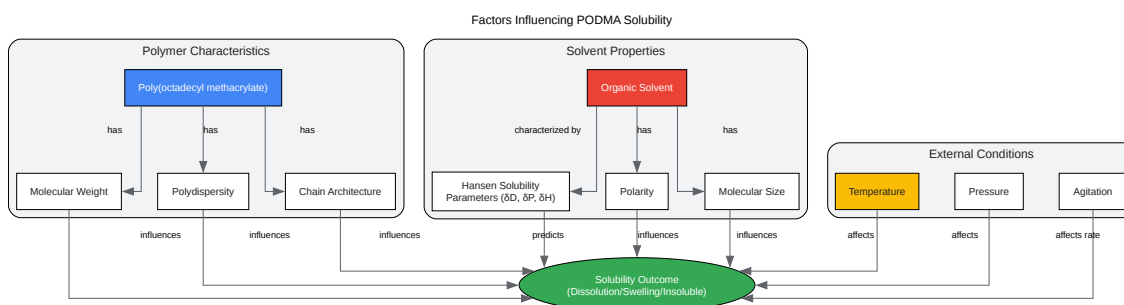 Factors Influencing PODMA Solubility
Polymer Characteristics
Solvent Properties
Poly(octadecyl methacrylate)
Organic Solvent
has
has
has
characterized by
has
has
External Conditions
Molecular Weight
Polydispersity
Chain Architecture
Hansen Solubility
Parameters (δD, δP, δH)
Polarity
Molecular Size
Temperature
Pressure
Agitation
influences
influences
influences
predicts
influences
influences
affects
affects
affects rate
Solubility Outcome
(Dissolution/Swelling/Insoluble)